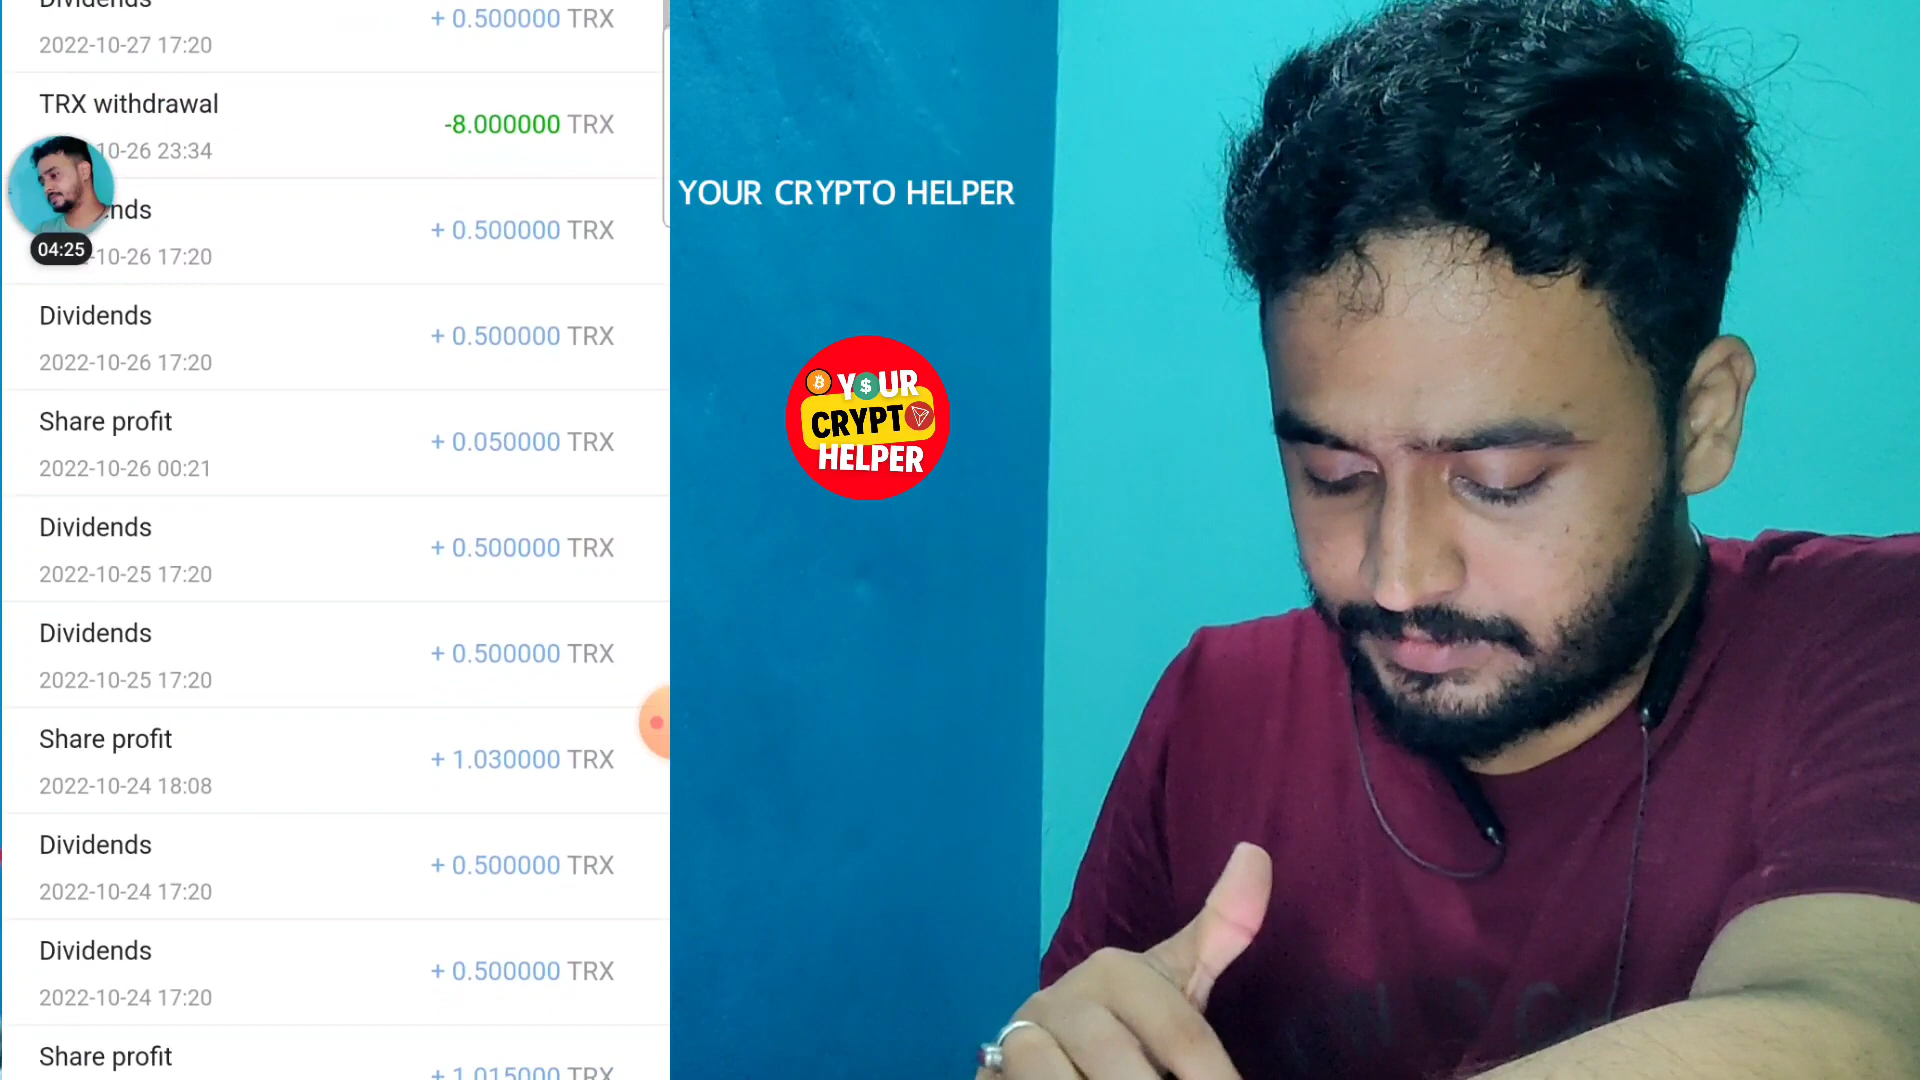 Dividends
+ 0.500000 TRX
2022-10-27 17:20
TRX withdrawal
-8.000000 TRX
10-26 23:34
nds
+ 0.500000 TRX
04:25
-10-26 17:20
Dividends
+ 0.500000 TRX
2022-10-26 17:20
Share profit
+ 0.050000 TRX
2022-10-26 00:21
Dividends
+ 0.500000 TRX
2022-10-25 17:20
Dividends
+ 0.500000 TRX
2022-10-25 17:20
Share profit
+ 1.030000 TRX
2022-10-24 18:08
Dividends
+ 0.500000 TRX
2022-10-24 17:20
Dividends
+ 0.500000 TRX
2022-10-24 17:20
Share profit
+ 1.015000 TRX
YOUR CRYPTO HELPER
Y$UR
CRYPT
HELPER